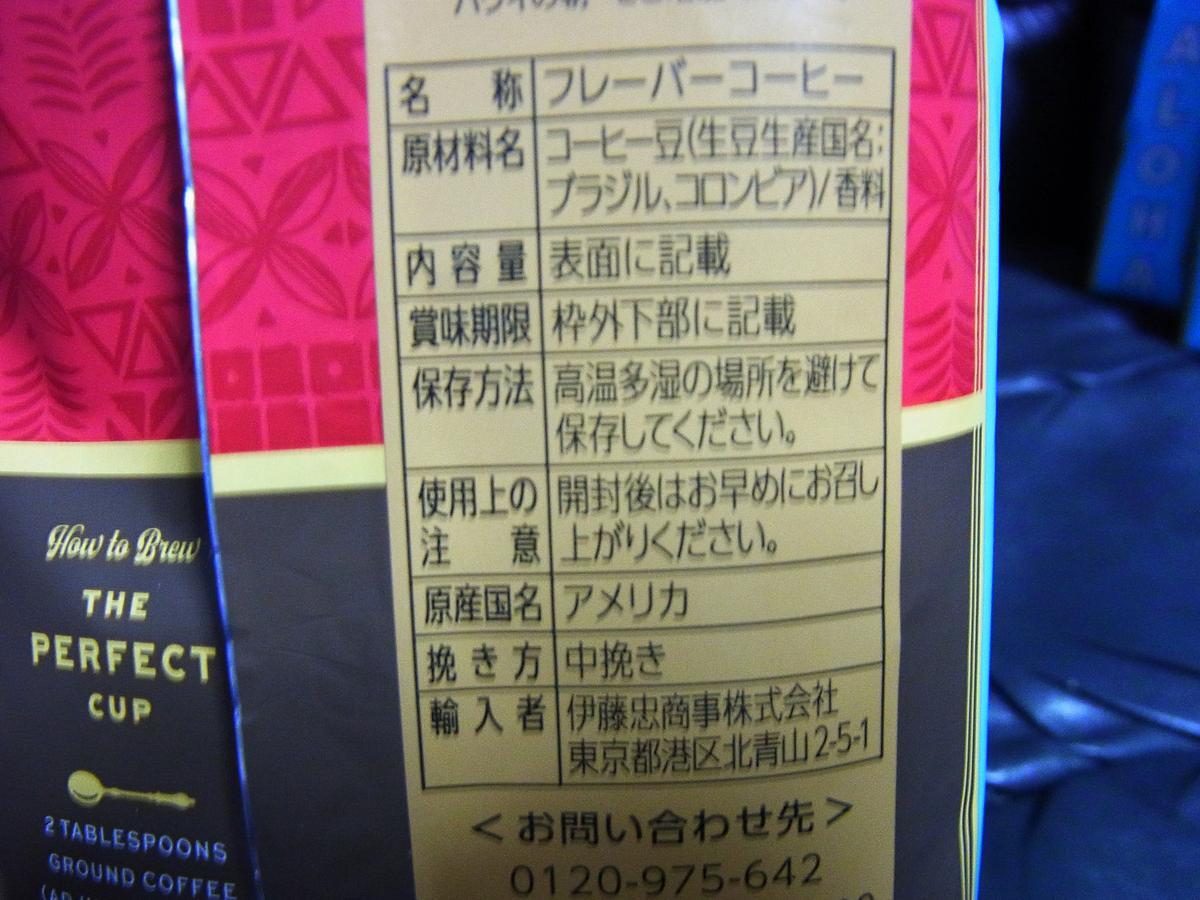 名称 フレーバーコーヒー
原材料名 コーヒー豆(生豆生産国名:
ブラジル、コロンビア)/香料
内容量 表面に記載
賞味期限 枠外下部に記載
保存方法 高温多湿の場所を避けて
保存してください。
使用上の 開封後はお早めにお召し
注意 上がりください。
原産国名 アメリカ
挽き方 中挽き
輸入者 伊藤忠商事株式会社
東京都港区北青山2-5-1
<お問い合わせ先>
0120-975-642
How to Brew
THE
PERFECT
CUP
2 TABLESPOONS
GROUND COFFEE
ALOHA